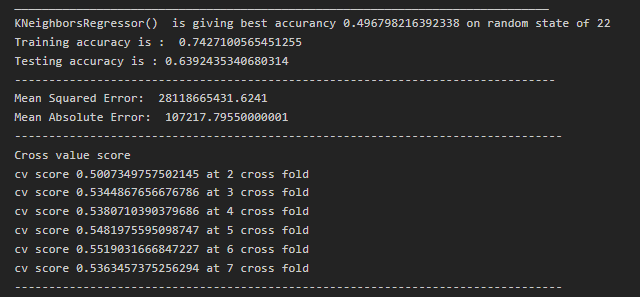 KNeighborsRegressor()  is giving best accurancy 0.496798216392338 on random state of 22
Training accuracy is :  0.7427100565451255
Testing accuracy is : 0.6392435340680314
--------------------------------------------------------------------------------
Mean Squared Error:  28118665431.6241
Mean Absolute Error:  107217.79550000001
---------------------------------------------------------------------------------
Cross value score
cv score 0.5007349757502145 at 2 cross fold
cv score 0.5344867656676786 at 3 cross fold
cv score 0.5380710390379686 at 4 cross fold
cv score 0.5481975595098747 at 5 cross fold
cv score 0.5519031666847227 at 6 cross fold
cv score 0.5363457375256294 at 7 cross fold
---------------------------------------------------------------------------------